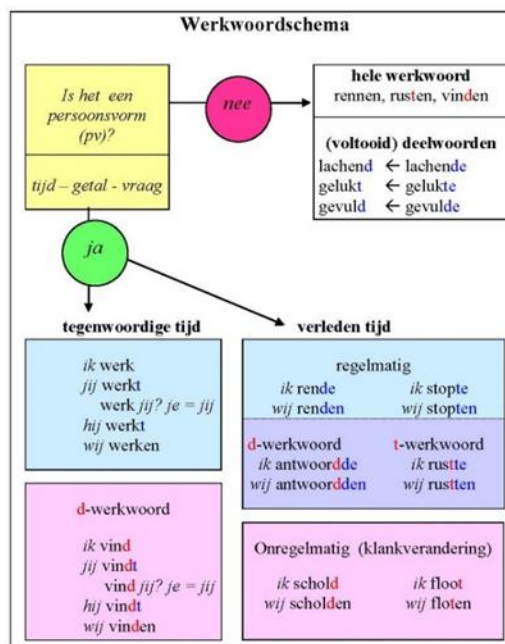 Werkwoordschema
Is het een
persoonsvorm
(pv)?
tijd – getal - vraag
nee
hele werkwoord
rennen, rusten, vinden
(voltooid) deelwoorden
lachend ← lachende
gelukt ← gelukte
gevuld ← gevulde
ja
tegenwoordige tijd
ik werk
jij werkt
werk jij? je = jij
hij werkt
wij werken
d-werkwoord
ik vind
jij vindt
vind jij? je = jij
hij vindt
wij vinden
verleden tijd
regelmatig
ik rende ik stopte
wij renden wij stopten
d-werkwoord t-werkwoord
ik antwoordde ik rustte
wij antwoordden wij rustten
Onregelmatig (klankverandering)
ik schold ik floot
wij scholden wij floten